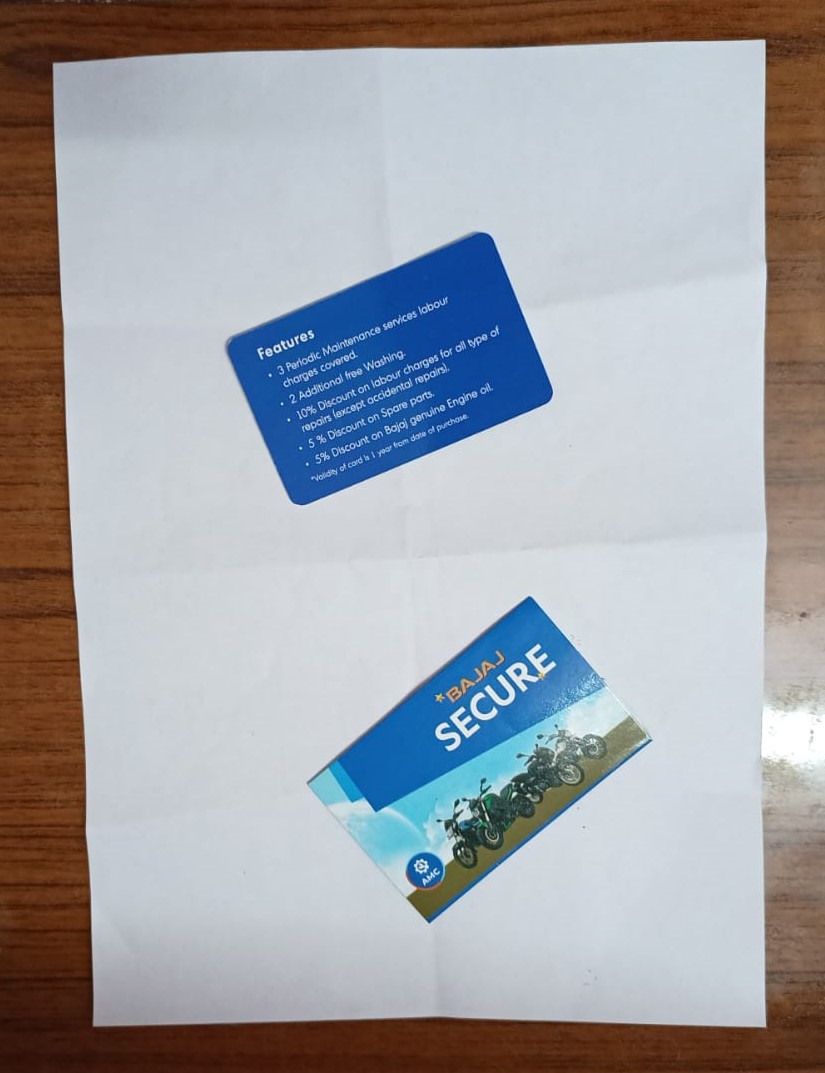 Features
• 3 Periodic Maintenance services labour
charges covered.
• 2 Additional free Washing.
• 10% Discount on labour charges for all type of
repairs (except accidental repairs).
• 5 % Discount on Spare parts.
• 5% Discount on Bajaj genuine Engine oil.
*Validity of card is 1 year from date of purchase.
BAJAJ
SECURE
AMC